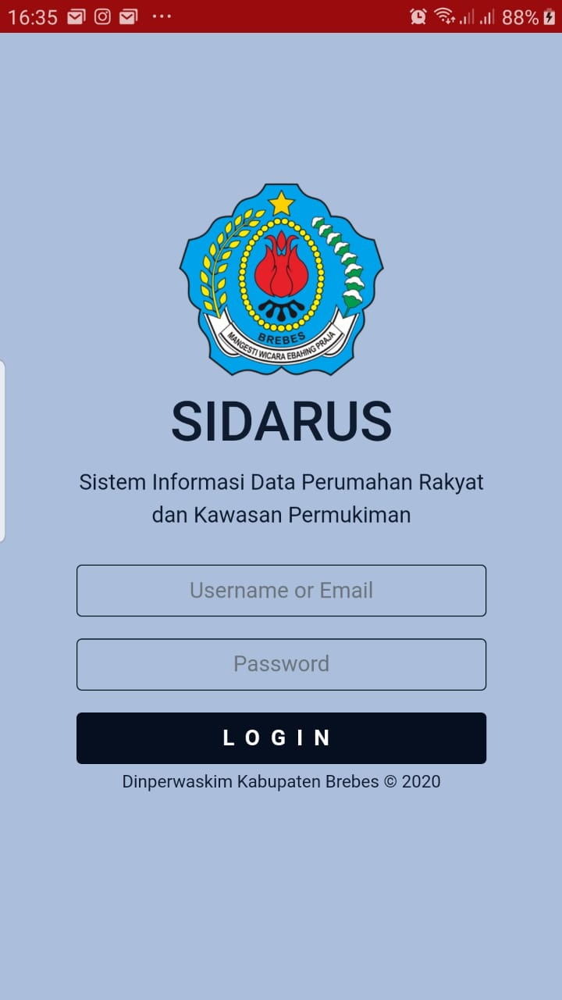 16:35 88%
BREBES
MANGESTI WICARA EBAHING PRAJA
SIDARUS
Sistem Informasi Data Perumahan Rakyat
dan Kawasan Permukiman
Username or Email
Password
LOGIN
Dinperwaskim Kabupaten Brebes © 2020